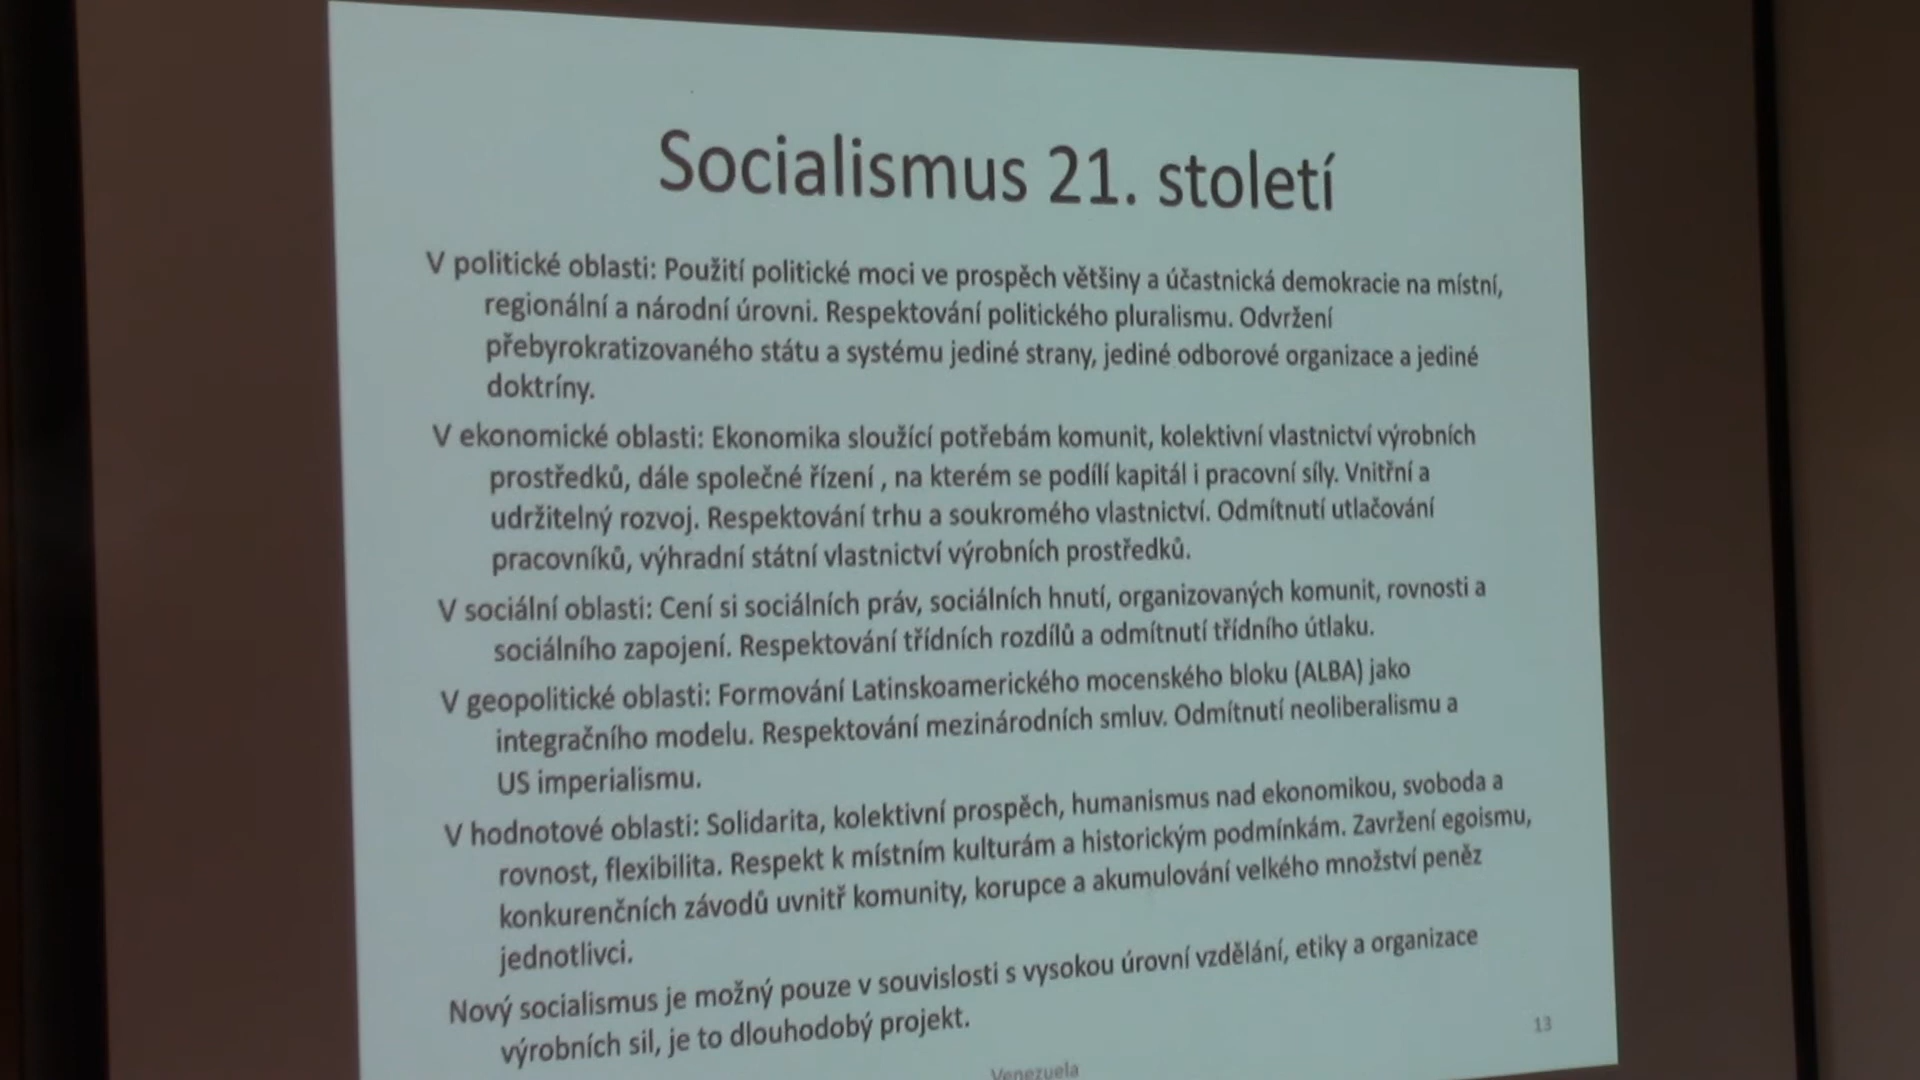 Socialismus 21. století
V politické oblasti: Použití politické moci ve prospěch většiny a účastnická demokracie na místní,
regionální a národní úrovni. Respektování politického pluralismu. Odvržení
přebyrokratizovaného státu a systému jediné strany, jediné odborové organizace a jediné
doktríny.
V ekonomické oblasti: Ekonomika sloužící potřebám komunit, kolektivní vlastnictví výrobních
prostředků, dále společné řízení , na kterém se podílí kapitál i pracovní síly. Vnitřní a
udržitelný rozvoj. Respektování trhu a soukromého vlastnictví. Odmítnutí utlačování
pracovníků, výhradní státní vlastnictví výrobních prostředků.
V sociální oblasti: Cení si sociálních práv, sociálních hnutí, organizovaných komunit, rovnosti a
sociálního zapojení. Respektování třídních rozdílů a odmítnutí třídního útlaku.
V geopolitické oblasti: Formování Latinskoamerického mocenského bloku (ALBA) jako
integračního modelu. Respektování mezinárodních smluv. Odmítnutí neoliberalismu a
US imperialismu.
V hodnotové oblasti: Solidarita, kolektivní prospěch, humanismus nad ekonomikou, svoboda a
rovnost, flexibilita. Respekt k místním kulturám a historickým podmínkám. Zavržení egoismu,
konkurenčních závodů uvnitř komunity, korupce a akumulování velkého množství peněz
jednotlivci.
Nový socialismus je možný pouze v souvislosti s vysokou úrovní vzdělání, etiky a organizace
výrobních sil, je to dlouhodobý projekt.
13
Venezuela